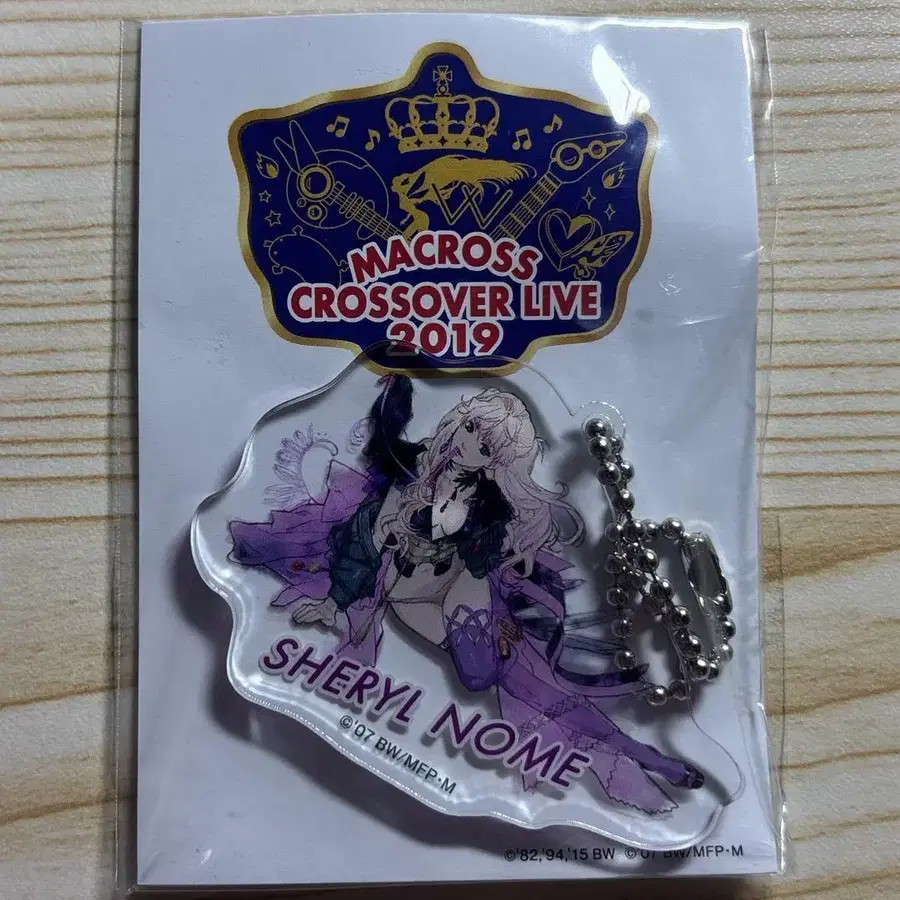 MACROSS
CROSSOVER LIVE
2019
SHERYL NOME
©'07 BW/MFP・M
©'82,'94,'15 BW ©'07 BW/MFP・M